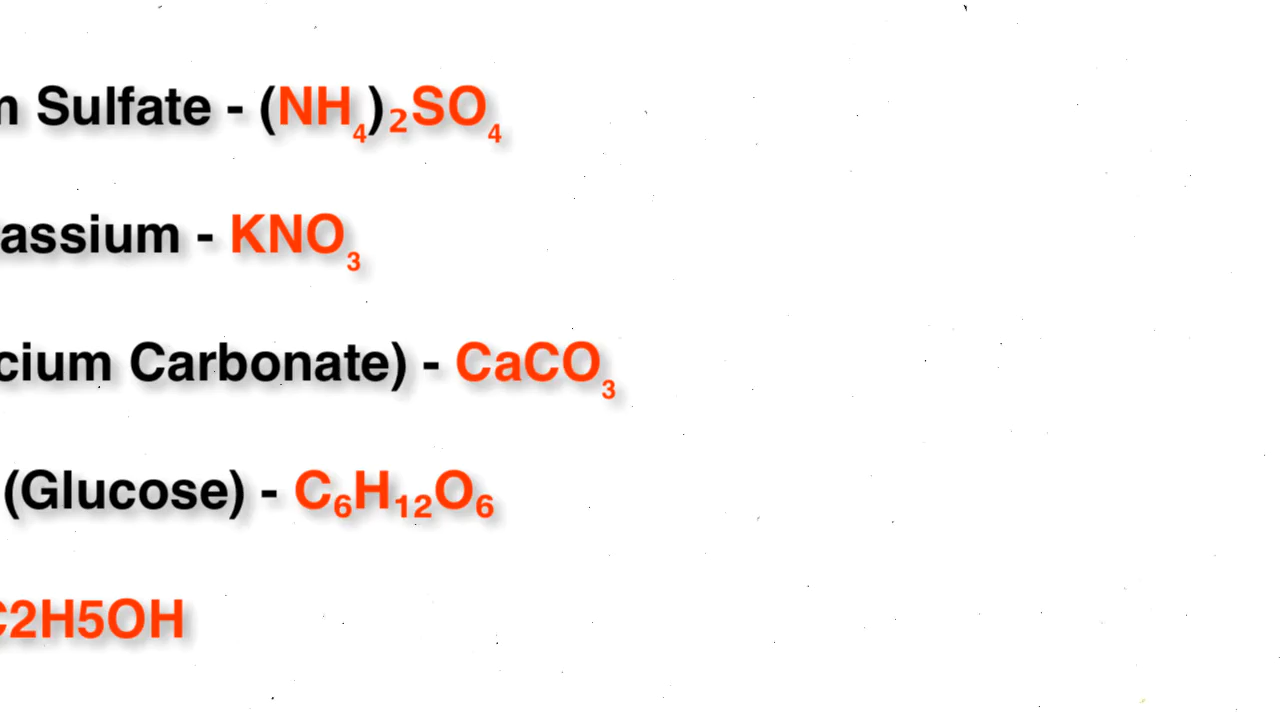 m Sulfate - (NH₄)₂SO₄
assium - KNO₃
cium Carbonate) - CaCO₃
(Glucose) - C₆H₁₂O₆
C2H5OH